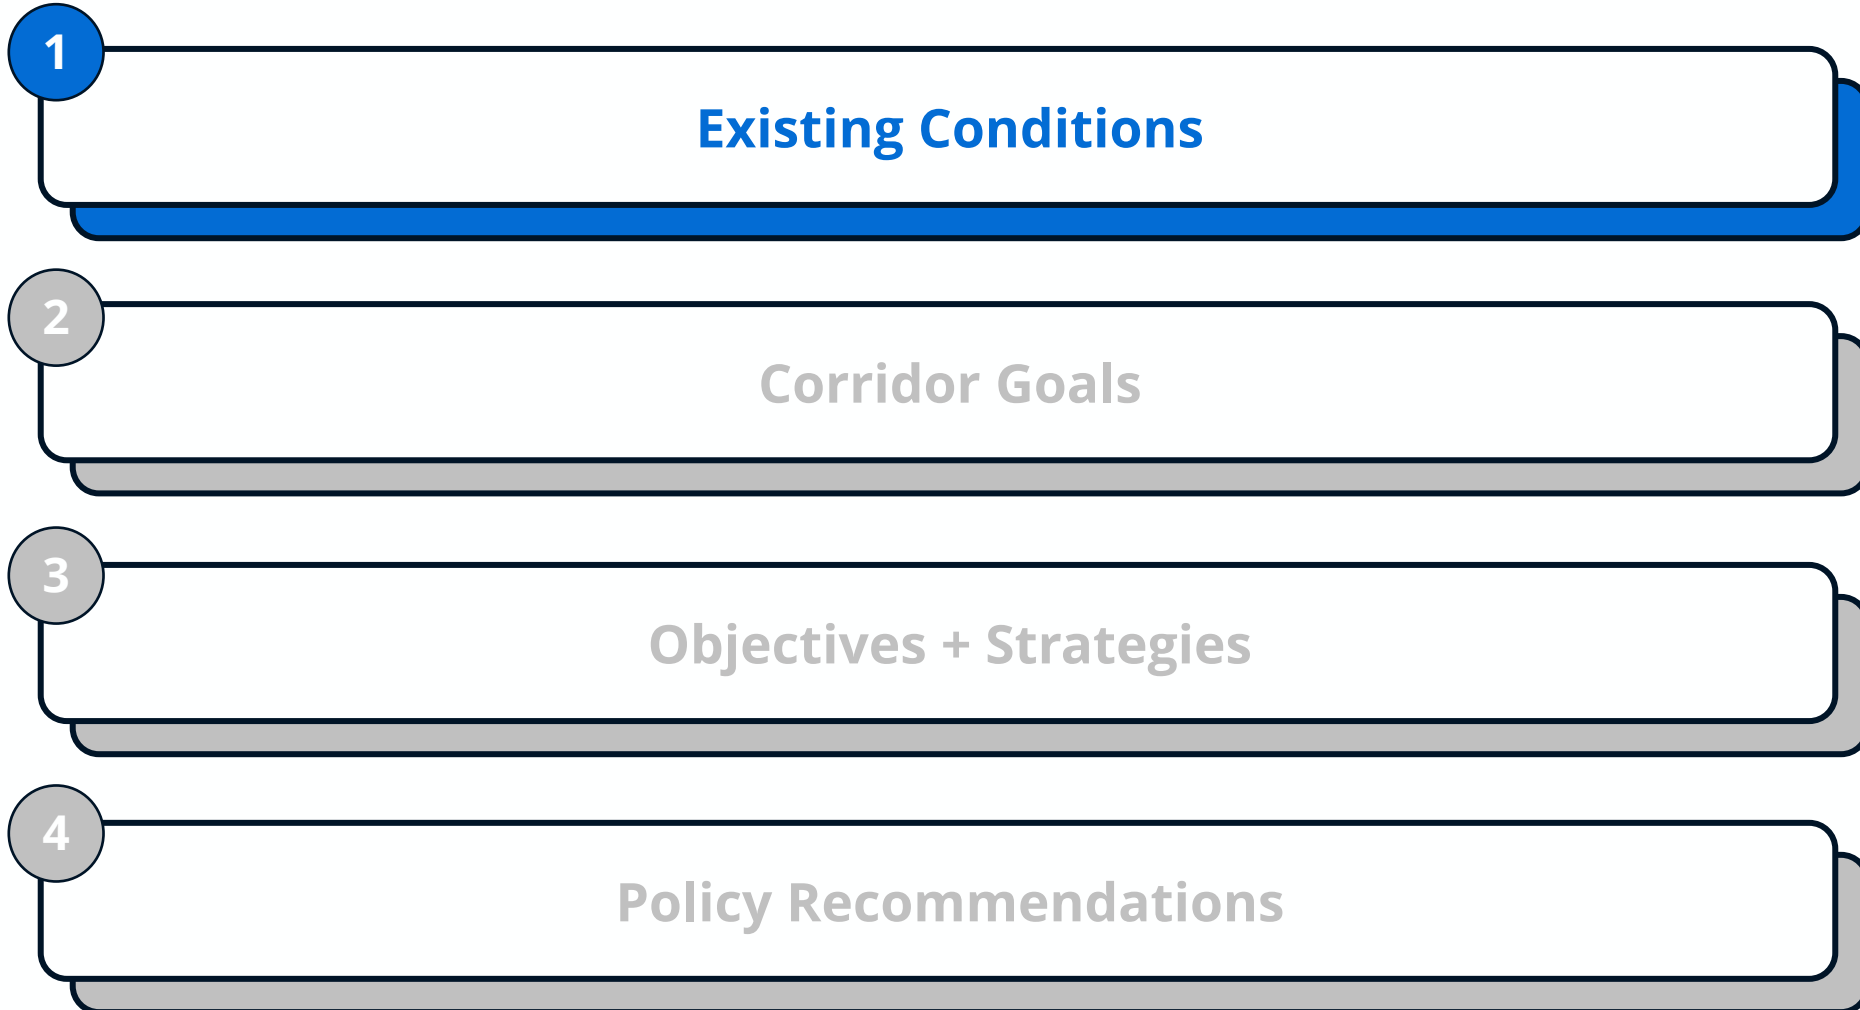 1
Existing Conditions
2
Corridor Goals
3
Objectives + Strategies
4
Policy Recommendations